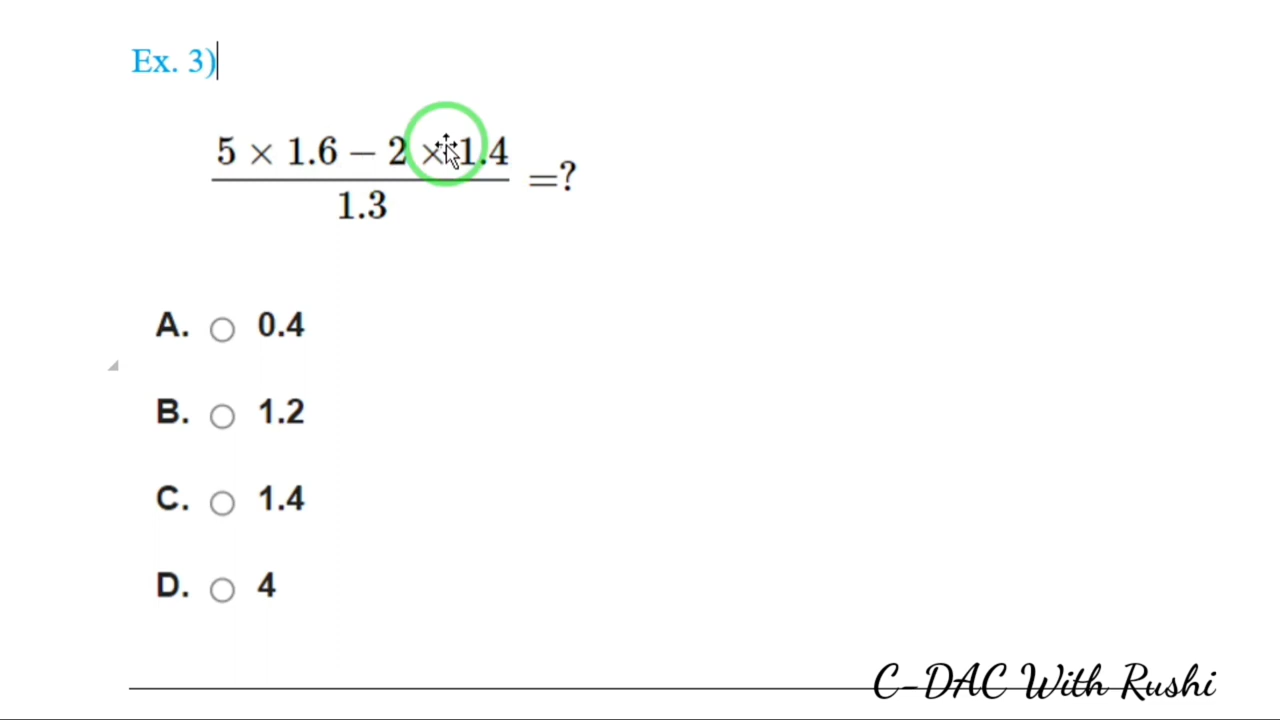 Ex. 3)
5 × 1.6 − 2 × 1.4
1.3
=?
A. 0.4
B. 1.2
C. 1.4
D. 4
C-DAC With Rushi